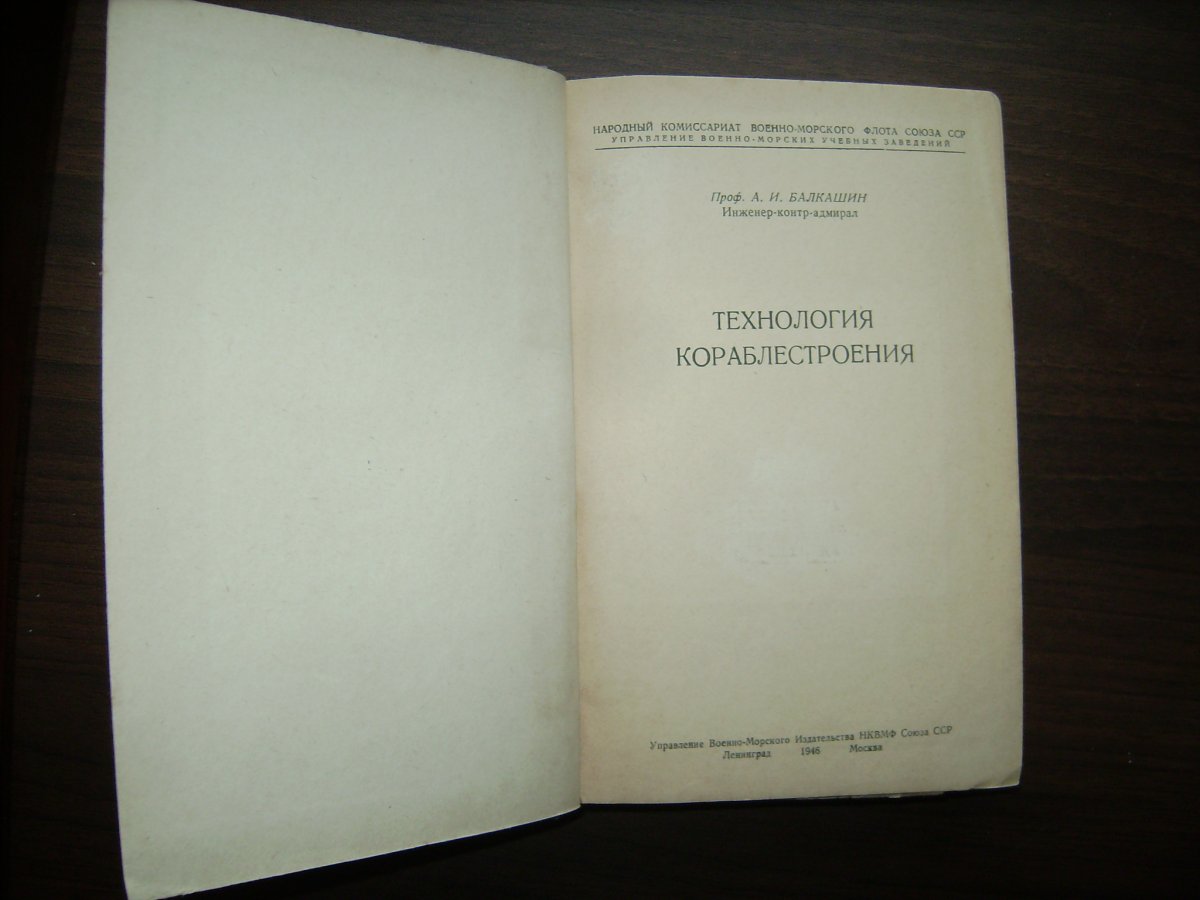 НАРОДНЫЙ КОМИССАРИАТ ВОЕННО-МОРСКОГО ФЛОТА СОЮЗА ССР
УПРАВЛЕНИЕ ВОЕННО-МОРСКИХ УЧЕБНЫХ ЗАВЕДЕНИЙ
Проф. А. И. БАЛКАШИН
Инженер-контр-адмирал
ТЕХНОЛОГИЯ
КОРАБЛЕСТРОЕНИЯ
Управление Военно-Морского Издательства НКВМФ Союза ССР
Ленинград 1946 Москва